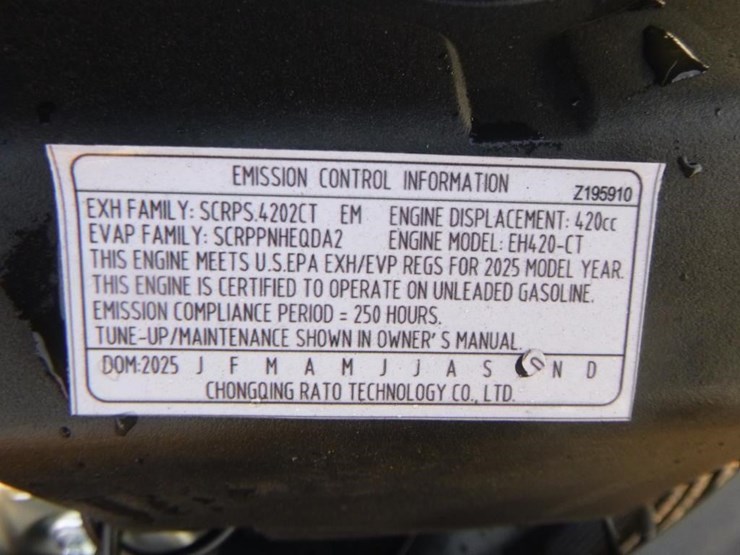 EMISSION CONTROL INFORMATION
Z195910
EXH FAMILY: SCRPS.4202CT EM ENGINE DISPLACEMENT: 420cc
EVAP FAMILY: SCRPPNHEQDA2 ENGINE MODEL: EH420-CT
THIS ENGINE MEETS U.S.EPA EXH/EVP REGS FOR 2025 MODEL YEAR.
THIS ENGINE IS CERTIFIED TO OPERATE ON UNLEADED GASOLINE.
EMISSION COMPLIANCE PERIOD = 250 HOURS.
TUNE-UP/MAINTENANCE SHOWN IN OWNER'S MANUAL.
DOM:2025 J F M A M J J A S N D
CHONGQING RATO TECHNOLOGY CO., LTD.